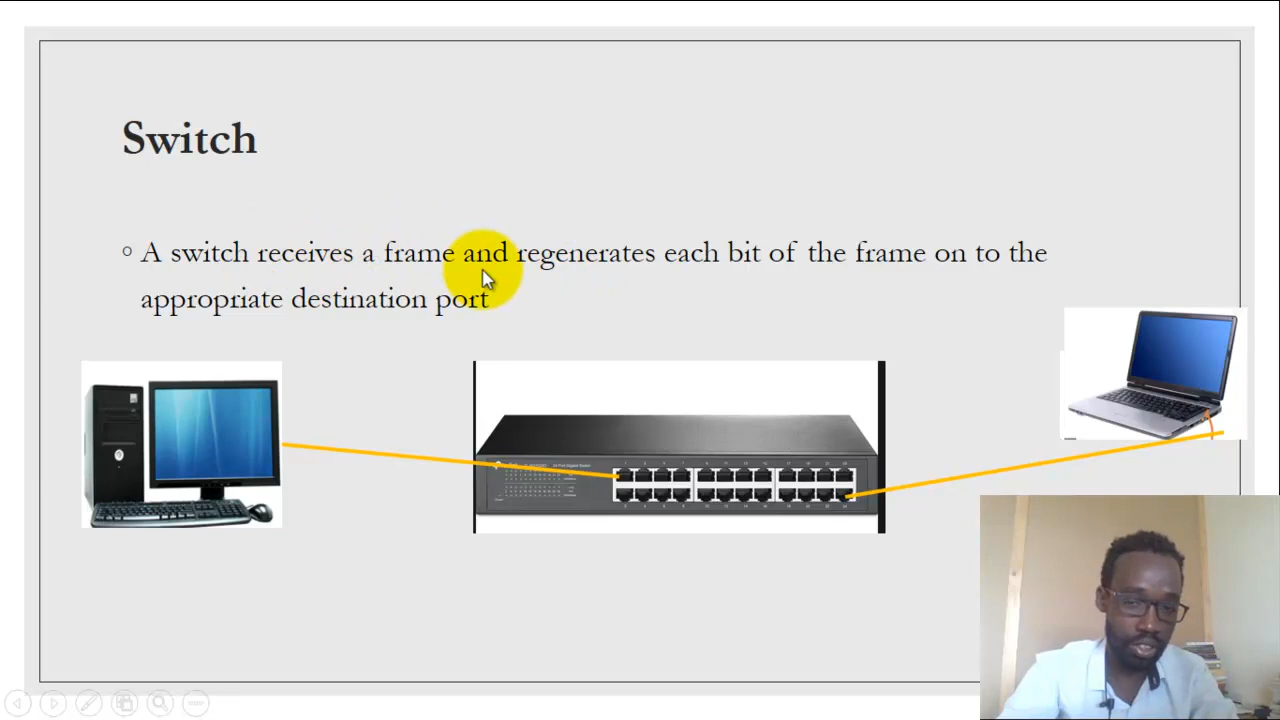 Switch
A switch receives a frame and regenerates each bit of the frame on to the
appropriate destination port